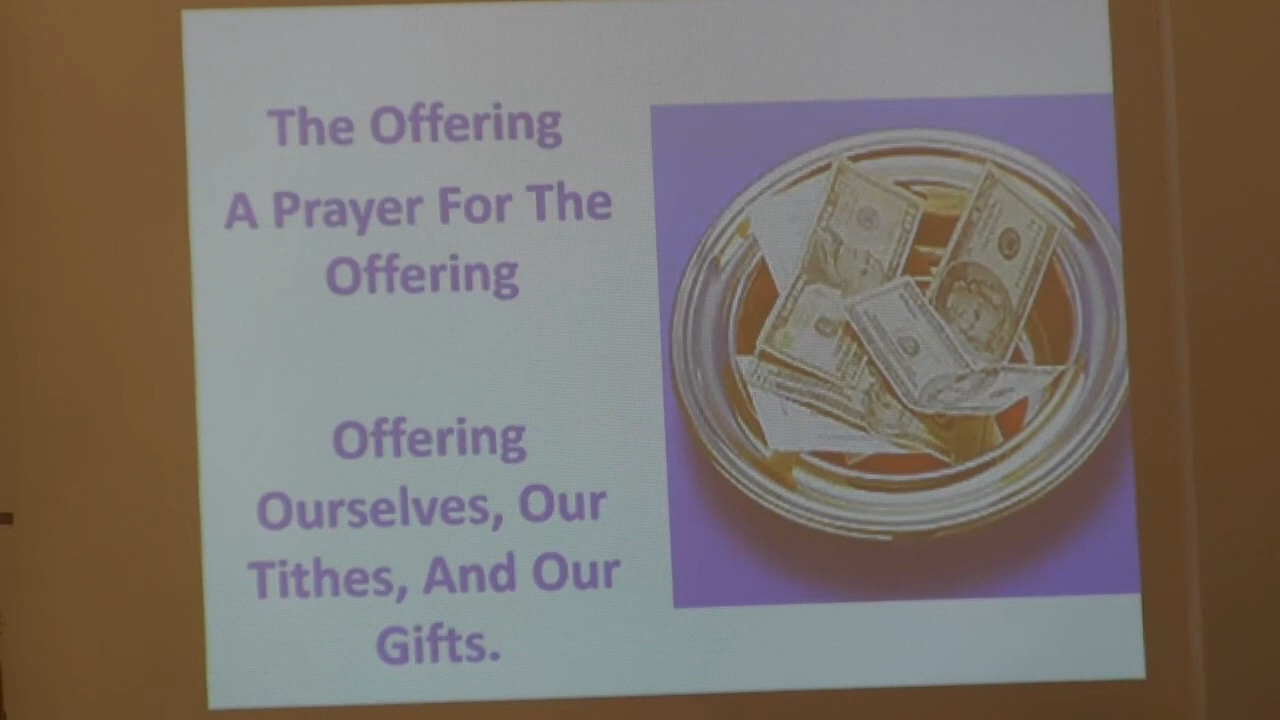 The Offering
A Prayer For The
Offering
Offering
Ourselves, Our
Tithes, And Our
Gifts.